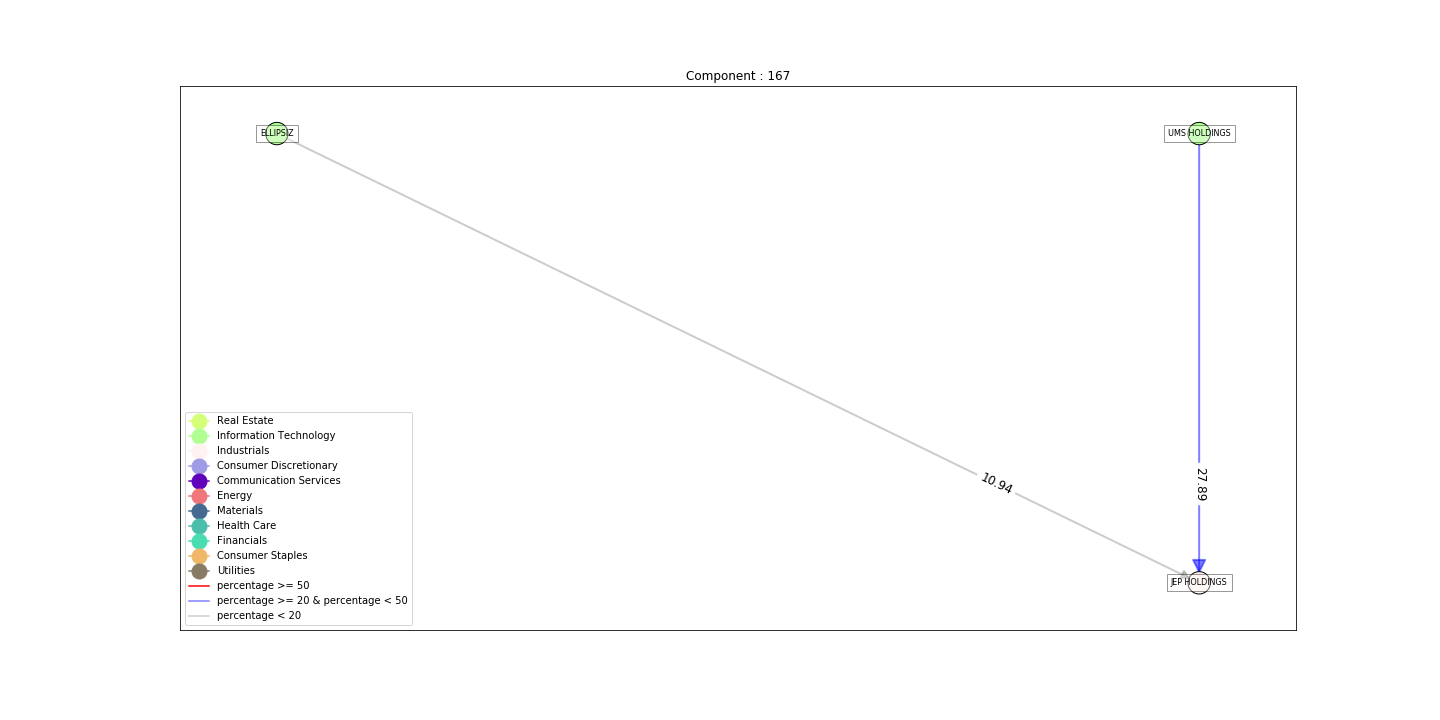 Component : 167
ELLIPSIZ
UMS HOLDINGS
10.94
27.89
JEP HOLDINGS
Real Estate
Information Technology
Industrials
Consumer Discretionary
Communication Services
Energy
Materials
Health Care
Financials
Consumer Staples
Utilities
percentage >= 50
percentage >= 20 & percentage < 50
percentage < 20